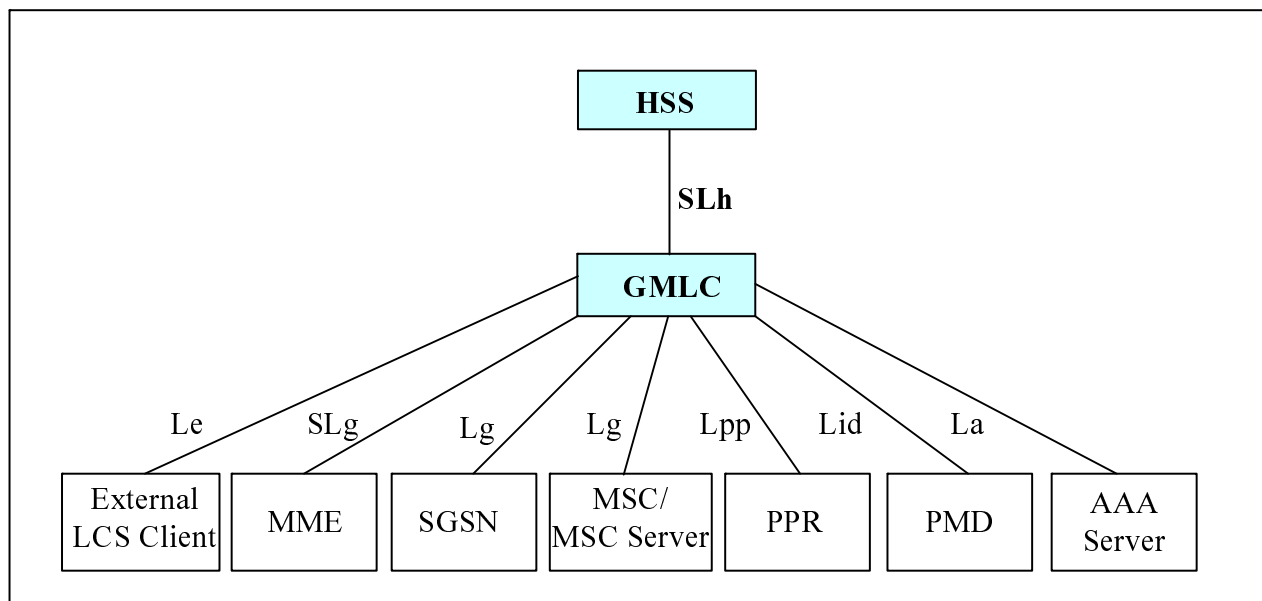 HSS
SLh
GMLC
Le
SLg
Lg
Lg
Lpp
Lid
La
External
LCS Client
MME
SGSN
MSC/
MSC Server
PPR
PMD
AAA
Server